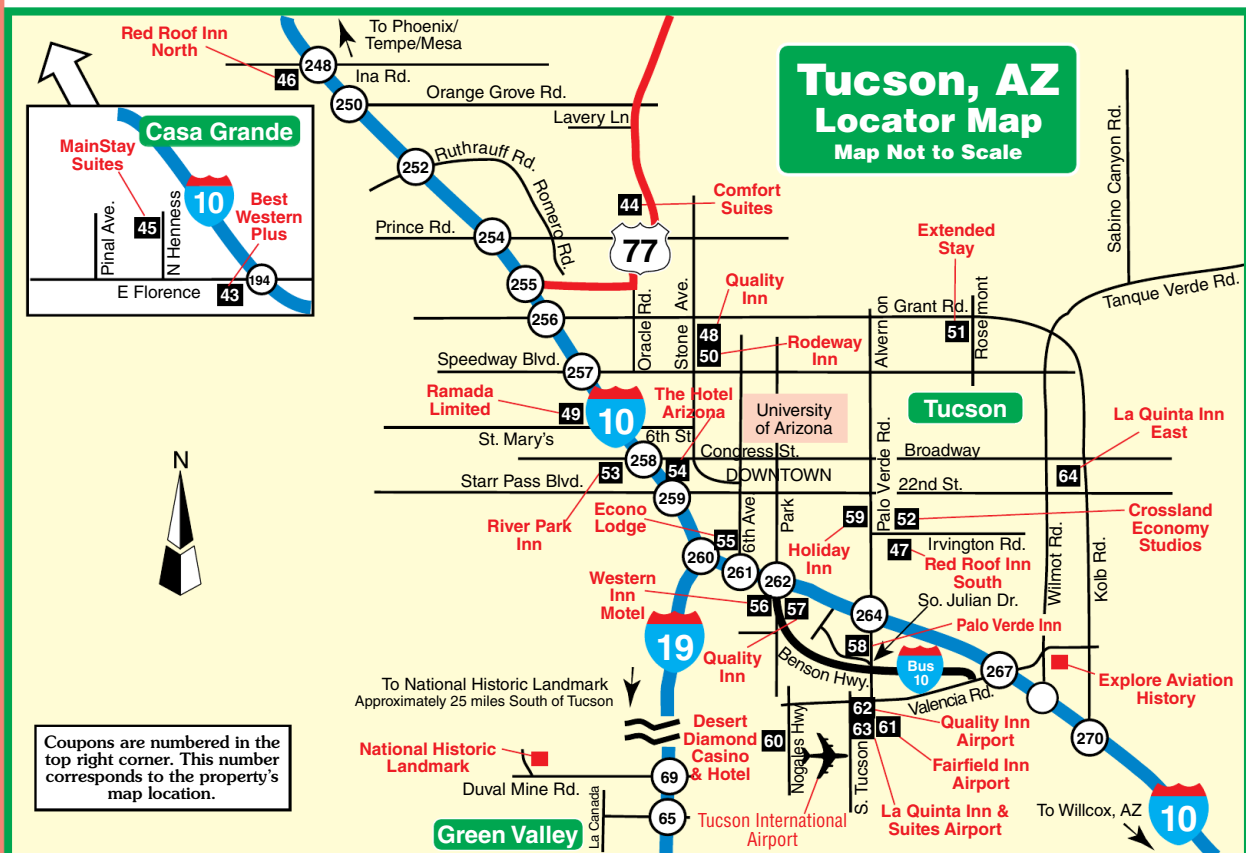 Tucson, AZ
Locator Map
Map Not to Scale
To Phoenix/
Tempe/Mesa
Red Roof Inn
North
46
248
Ina Rd.
250
Orange Grove Rd.
Lavery Ln
Casa Grande
MainStay
Suites
45
Pinal Ave.
N Henness
10
Best
Western
Plus
194
43
E Florence
252
Ruthrauff Rd.
Romero Rd.
44
Comfort
Suites
Prince Rd.
254
77
255
256
Oracle Rd.
Stone Ave.
Quality
Inn
48
50
Rodeway
Inn
Extended
Stay
51
Grant Rd.
Alvernon
Rosemont
Sabino Canyon Rd.
Tanque Verde Rd.
Speedway Blvd.
257
Ramada
Limited
49
10
The Hotel
Arizona
University
of Arizona
Tucson
La Quinta Inn
East
64
St. Mary's
6th St.
Congress St.
Broadway
258
53
54
DOWNTOWN
Starr Pass Blvd.
22nd St.
259
River Park
Inn
Econo
Lodge
55
6th Ave
Park
59
Holiday
Inn
Palo Verde Rd.
52
Crossland
Economy
Studios
Irvington Rd.
47
Red Roof Inn
South
Wilmot Rd.
Kolb Rd.
N
260
261
262
Western
Inn
Motel
56
57
264
So. Julian Dr.
58
Palo Verde Inn
19
Quality
Inn
Benson Hwy.
Bus
10
267
Valencia Rd.
Explore Aviation
History
To National Historic Landmark
Approximately 25 miles South of Tucson
Desert
Diamond
Casino
& Hotel
60
Nogales Hwy
S. Tucson
62
63
61
Quality Inn
Airport
Fairfield Inn
Airport
La Quinta Inn &
Suites Airport
Tucson International
Airport
270
To Willcox, AZ
10
Coupons are numbered in the
top right corner. This number
corresponds to the property's
map location.
National Historic
Landmark
Duval Mine Rd.
69
La Canada
65
Green Valley